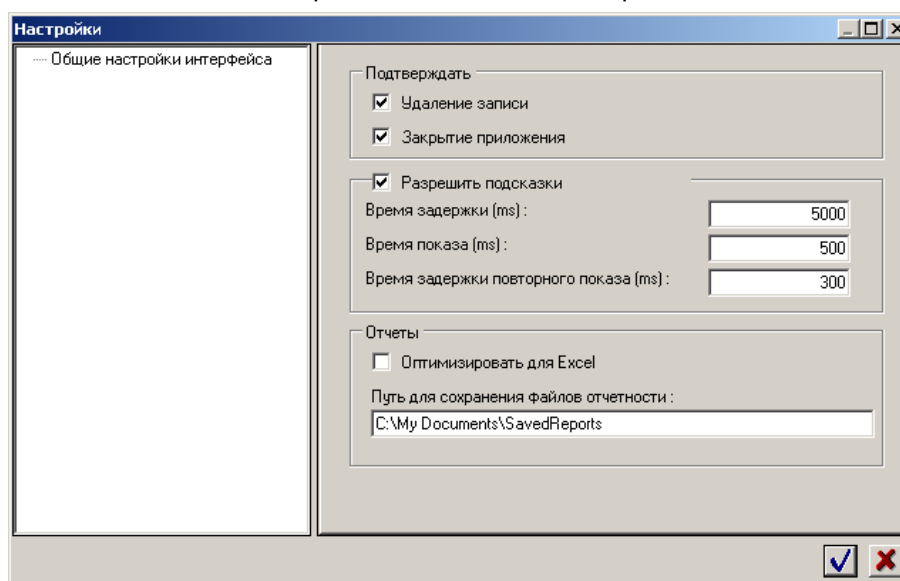 Настройки
Общие настройки интерфейса
Подтверждать
Удаление записи
Закрытие приложения
Разрешить подсказки
Время задержки (ms) :
5000
Время показа (ms) :
500
Время задержки повторного показа (ms) :
300
Отчеты
Оптимизировать для Excel
Путь для сохранения файлов отчетности :
C:\My Documents\SavedReports